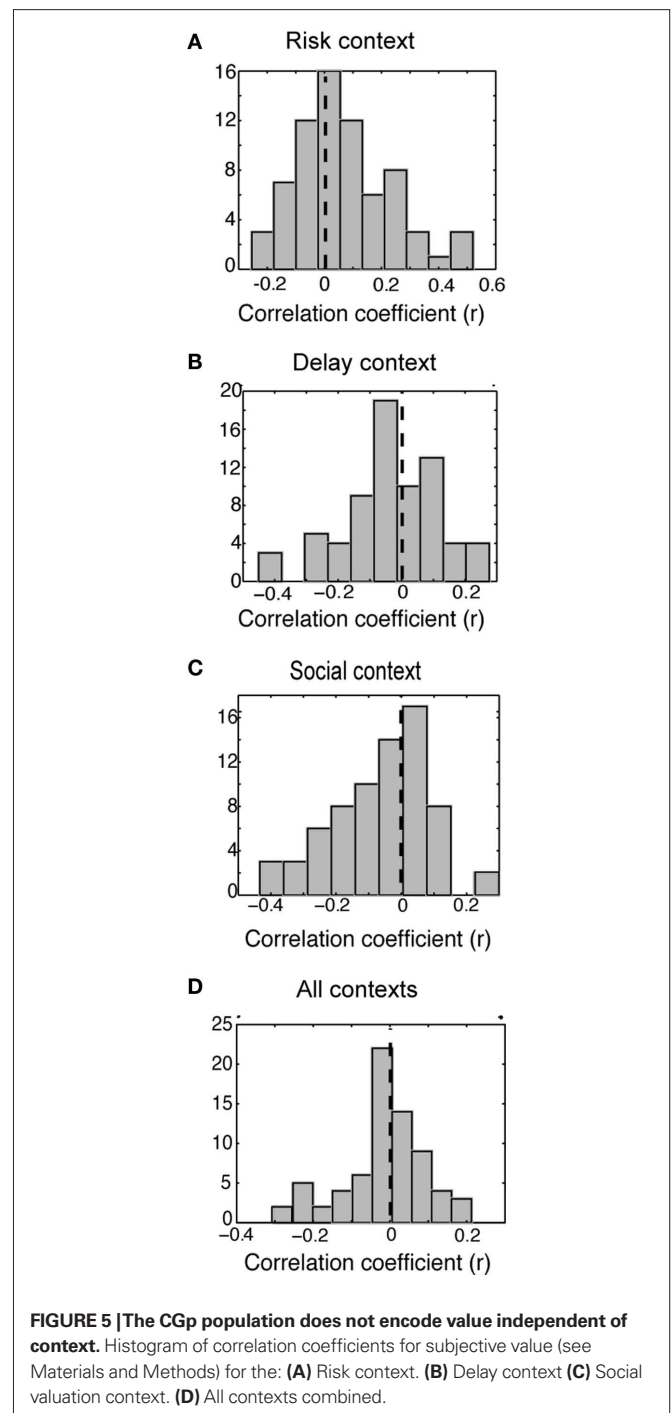 A Risk context
16
12
8
4
0
-0.2 0 0.2 0.4 0.6
Correlation coefficient (r)
B Delay context
20
16
12
8
4
0
−0.4 −0.2 0 0.2
Correlation coefficient (r)
C Social context
16
12
8
4
0
−0.4 −0.2 0 0.2
Correlation coefficient (r)
D All contexts
25
20
15
10
5
0
−0.4 −0.2 0 0.2
Correlation coefficient (r)
FIGURE 5 | The CGp population does not encode value independent of
context. Histogram of correlation coefficients for subjective value (see
Materials and Methods) for the: (A) Risk context. (B) Delay context (C) Social
valuation context. (D) All contexts combined.